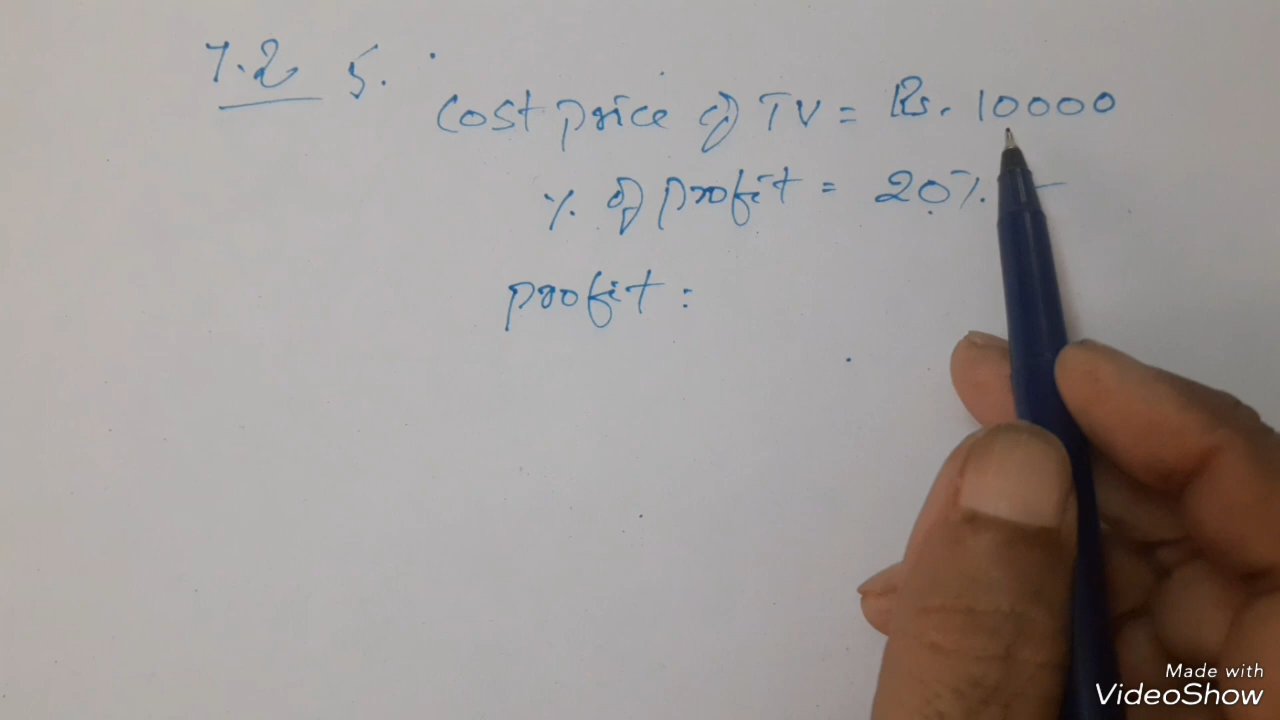 7.2 5.
Cost price of TV = Rs. 10000
% of profit = 20%
profit =
Made with
VideoShow